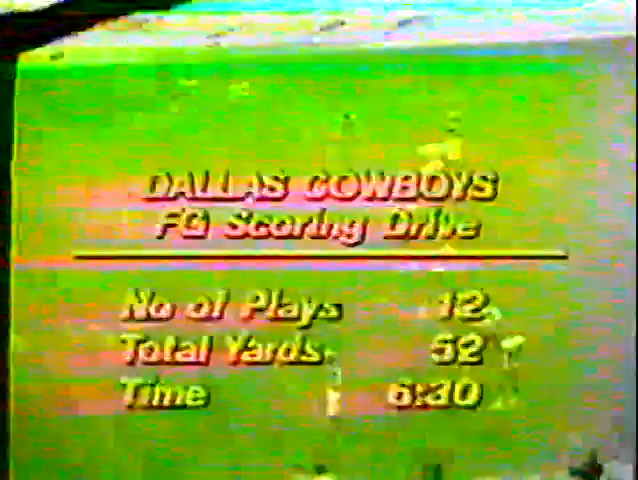 DALLAS COWBOYS
FG Scoring Drive
No of Plays 12
Total Yards 52
Time 6:30